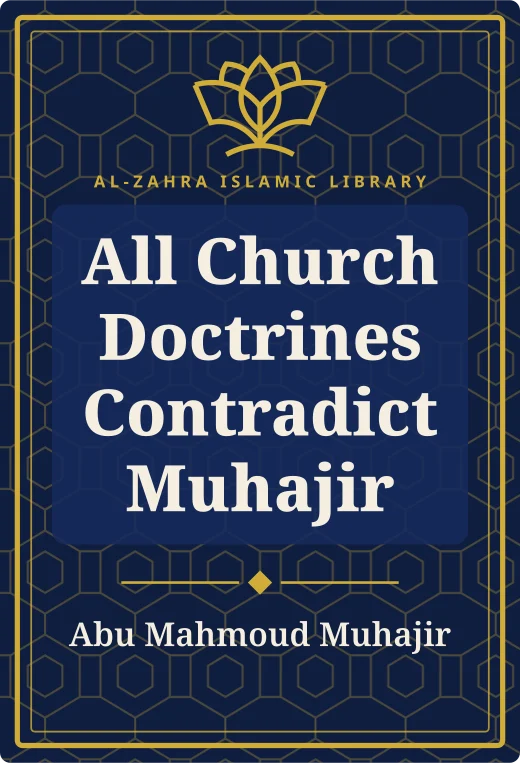 AL-ZAHRA ISLAMIC LIBRARY
All Church
Doctrines
Contradict
Muhajir
Abu Mahmoud Muhajir